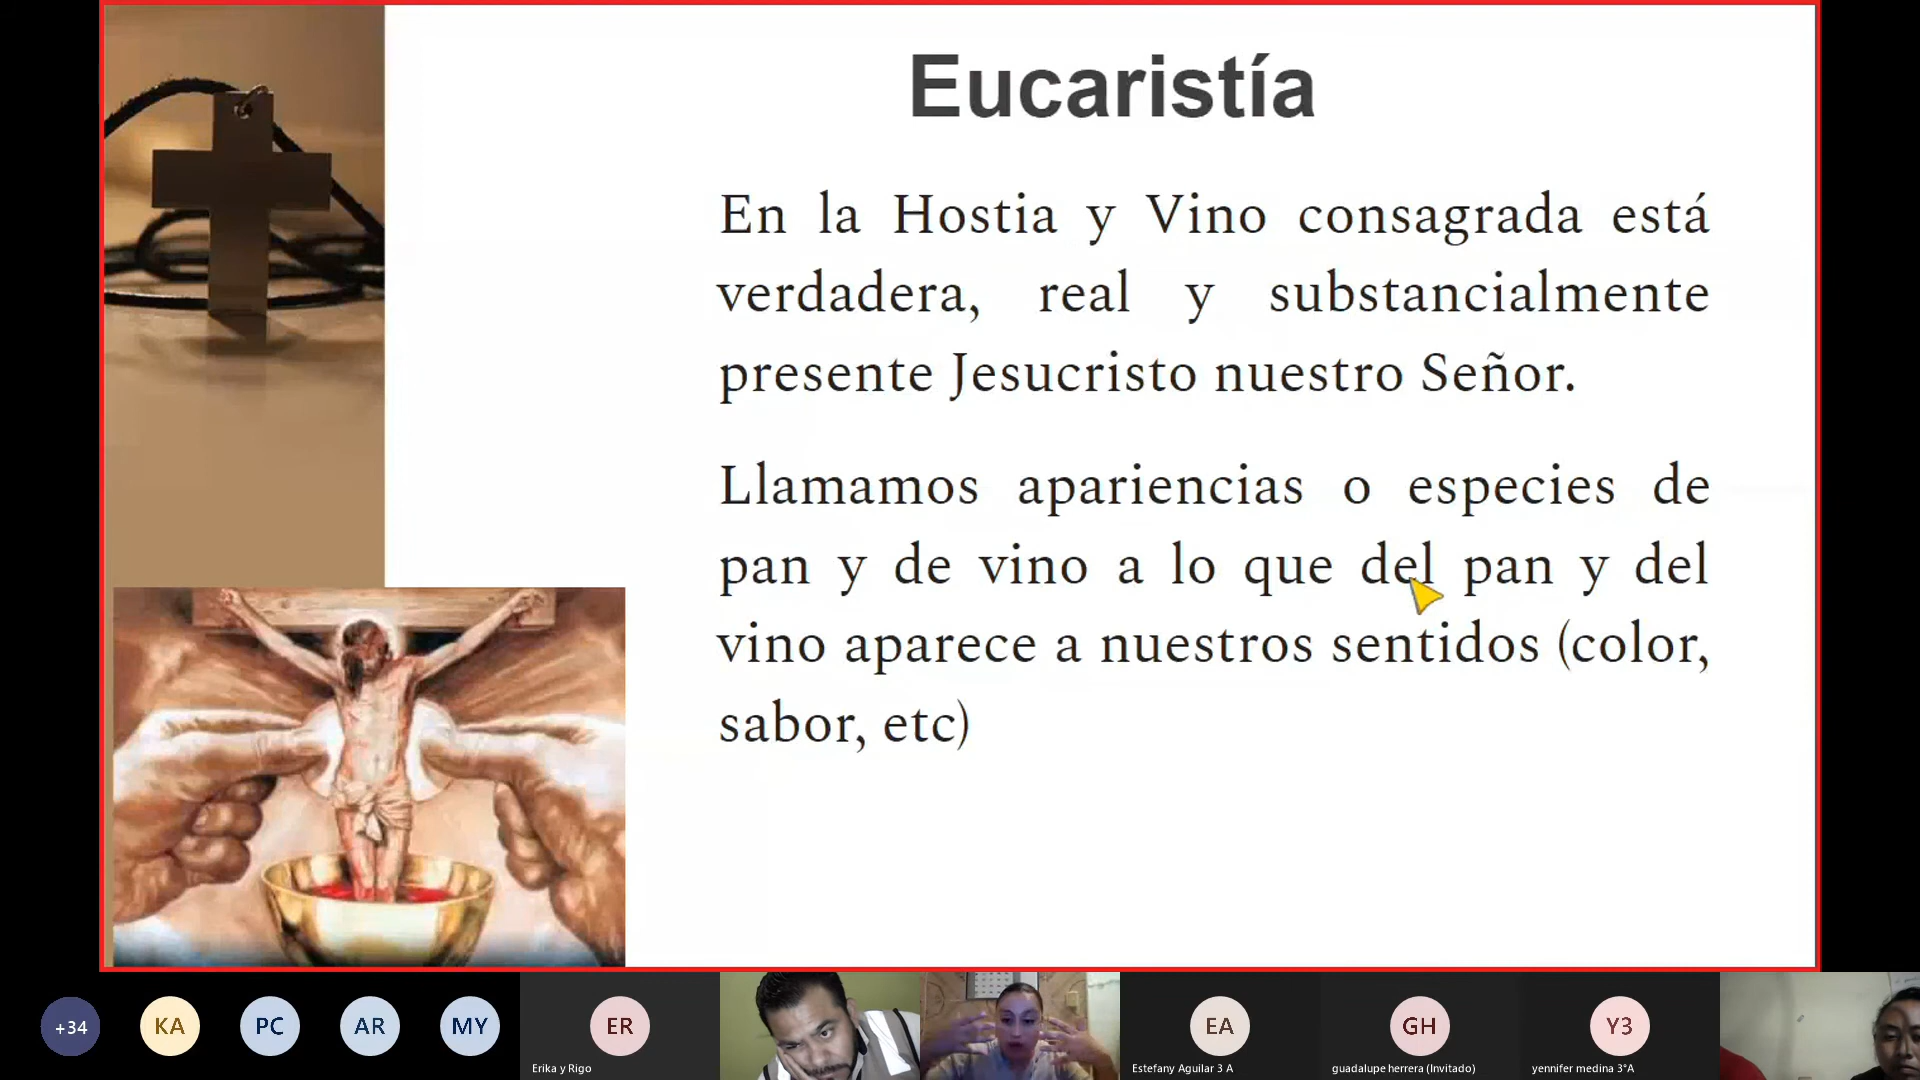 Eucaristía
En la Hostia y Vino consagrada está
verdadera, real y substancialmente
presente Jesucristo nuestro Señor.
Llamamos apariencias o especies de
pan y de vino a lo que del pan y del
vino aparece a nuestros sentidos (color,
sabor, etc)
+34
KA
PC
AR
MY
ER
EA
GH
Y3
Erika y Rigo
Estefany Aguilar 3 A
guadalupe herrera (Invitado)
yennifer medina 3°A